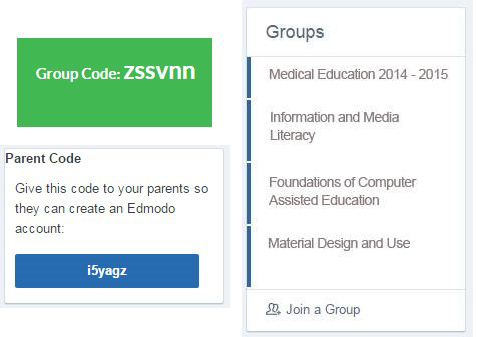 Group Code: zssvnn
Parent Code
Give this code to your parents so
they can create an Edmodo
account:
i5yagz
Groups
Medical Education 2014 - 2015
Information and Media
Literacy
Foundations of Computer
Assisted Education
Material Design and Use
Join a Group